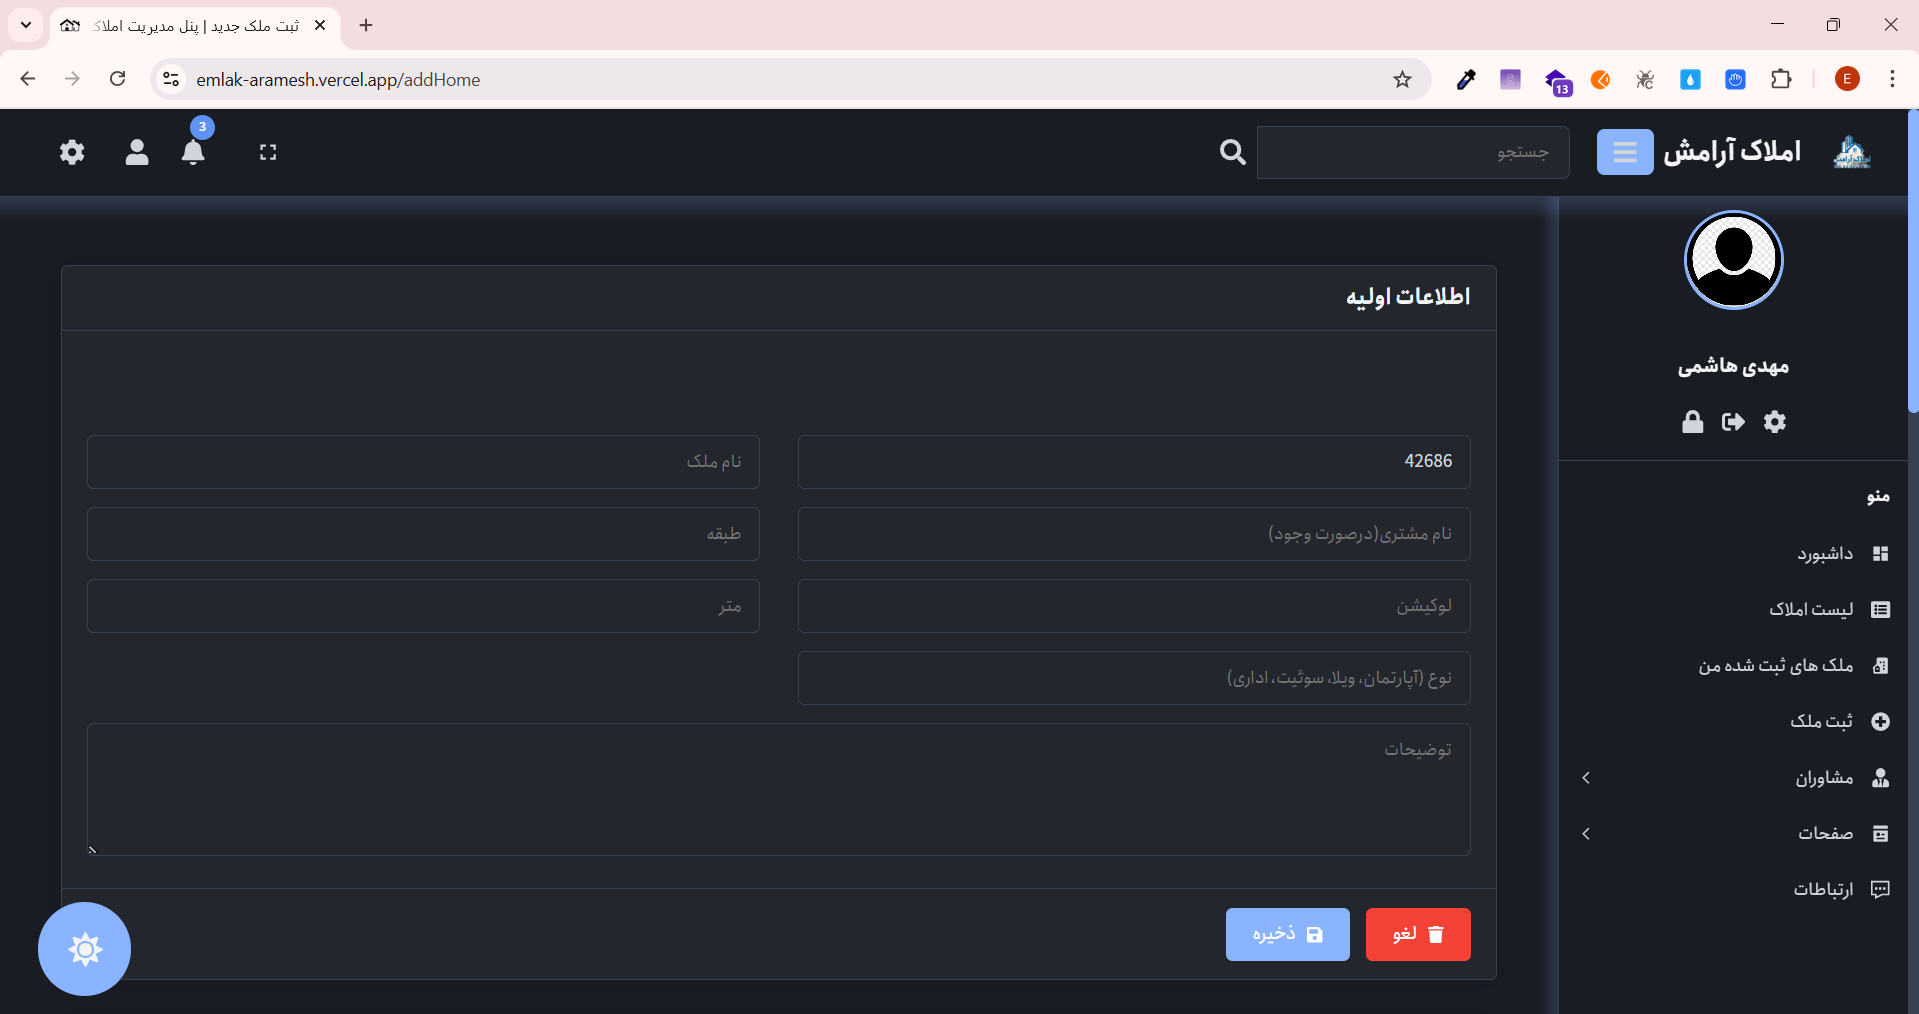 ثبت ملک جدید | پنل مدیریت املاک
emlak-aramesh.vercel.app/addHome
13
E
املاک آرامش
جستجو
3
مهدی هاشمی
منو
داشبورد
لیست املاک
ملک های ثبت شده من
ثبت ملک
مشاوران
صفحات
ارتباطات
اطلاعات اولیه
42686
نام ملک
نام مشتری(درصورت وجود)
طبقه
لوکیشن
متر
نوع (آپارتمان، ویلا، سوئیت، اداری)
توضیحات
لغو
ذخیره